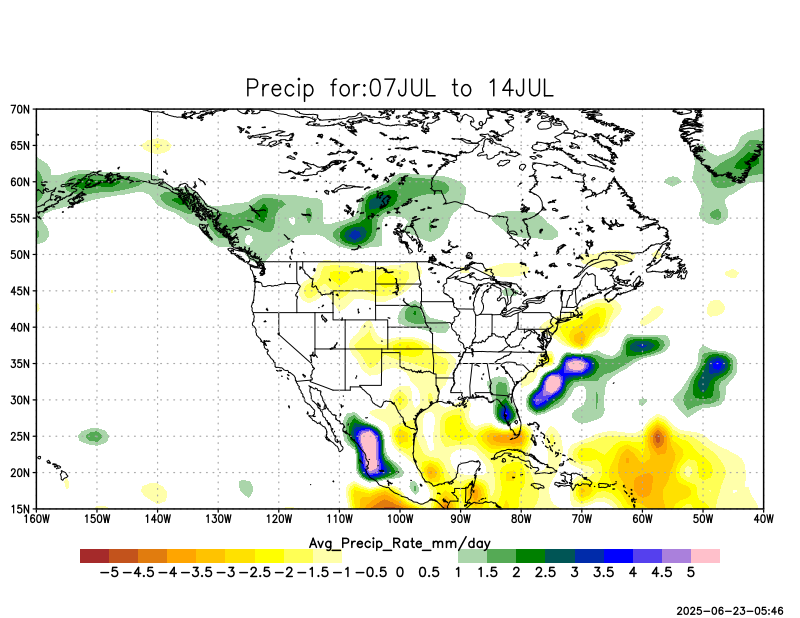 Precip for:07JUL to 14JUL
70N
65N
60N
55N
50N
45N
40N
35N
30N
25N
20N
15N
160W 150W 140W 130W 120W 110W 100W 90W 80W 70W 60W 50W 40W
Avg_Precip_Rate_mm/day
-5 -4.5 -4 -3.5 -3 -2.5 -2 -1.5 -1 -0.5 0 0.5 1 1.5 2 2.5 3 3.5 4 4.5 5
2025-06-23-05:46